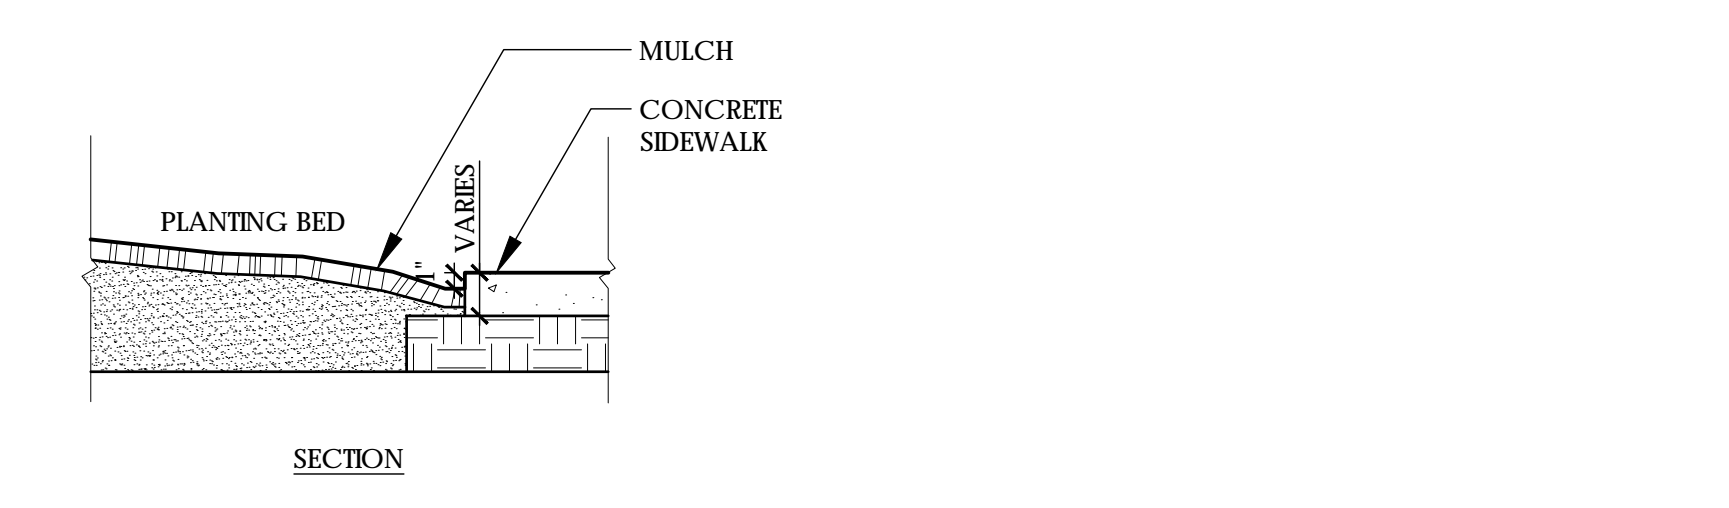 MULCH
CONCRETE
SIDEWALK
VARIES
PLANTING BED
1"
SECTION